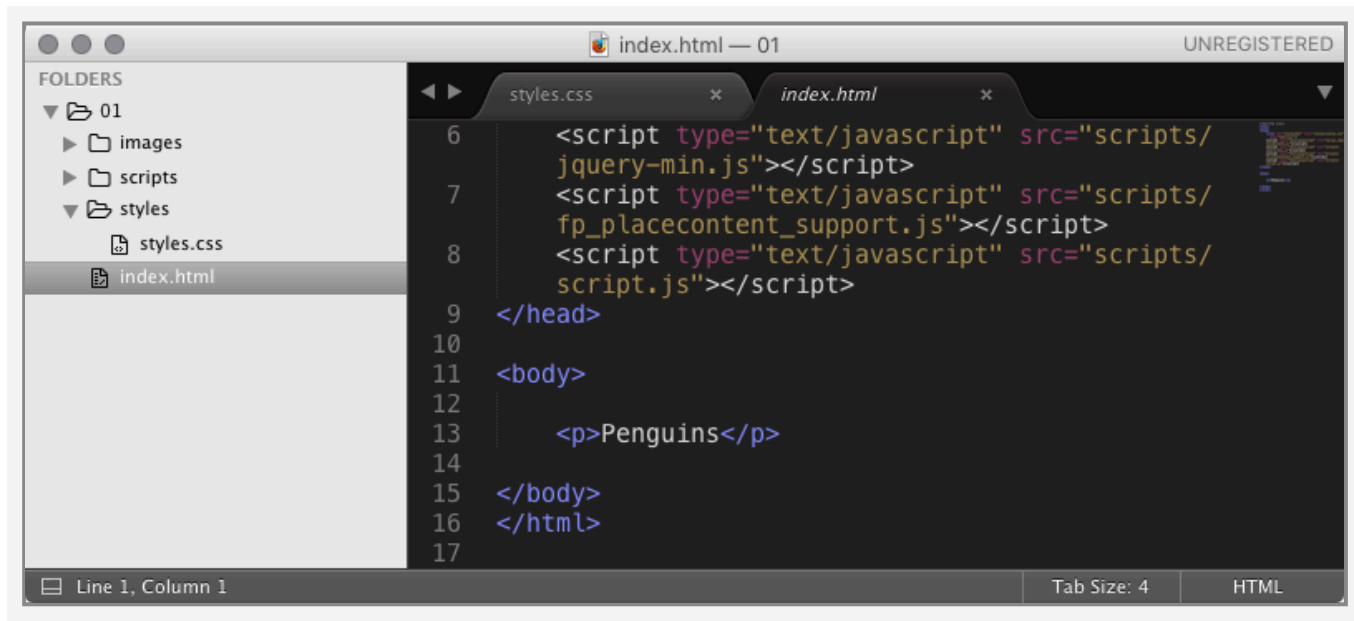 index.html — 01
UNREGISTERED
FOLDERS
01
images
scripts
styles
styles.css
index.html
styles.css × index.html ×
6 <script type="text/javascript" src="scripts/
jquery-min.js"></script>
7 <script type="text/javascript" src="scripts/
fp_placecontent_support.js"></script>
8 <script type="text/javascript" src="scripts/
script.js"></script>
9 </head>
10
11 <body>
12
13 <p>Penguins</p>
14
15 </body>
16 </html>
17
Line 1, Column 1
Tab Size: 4
HTML